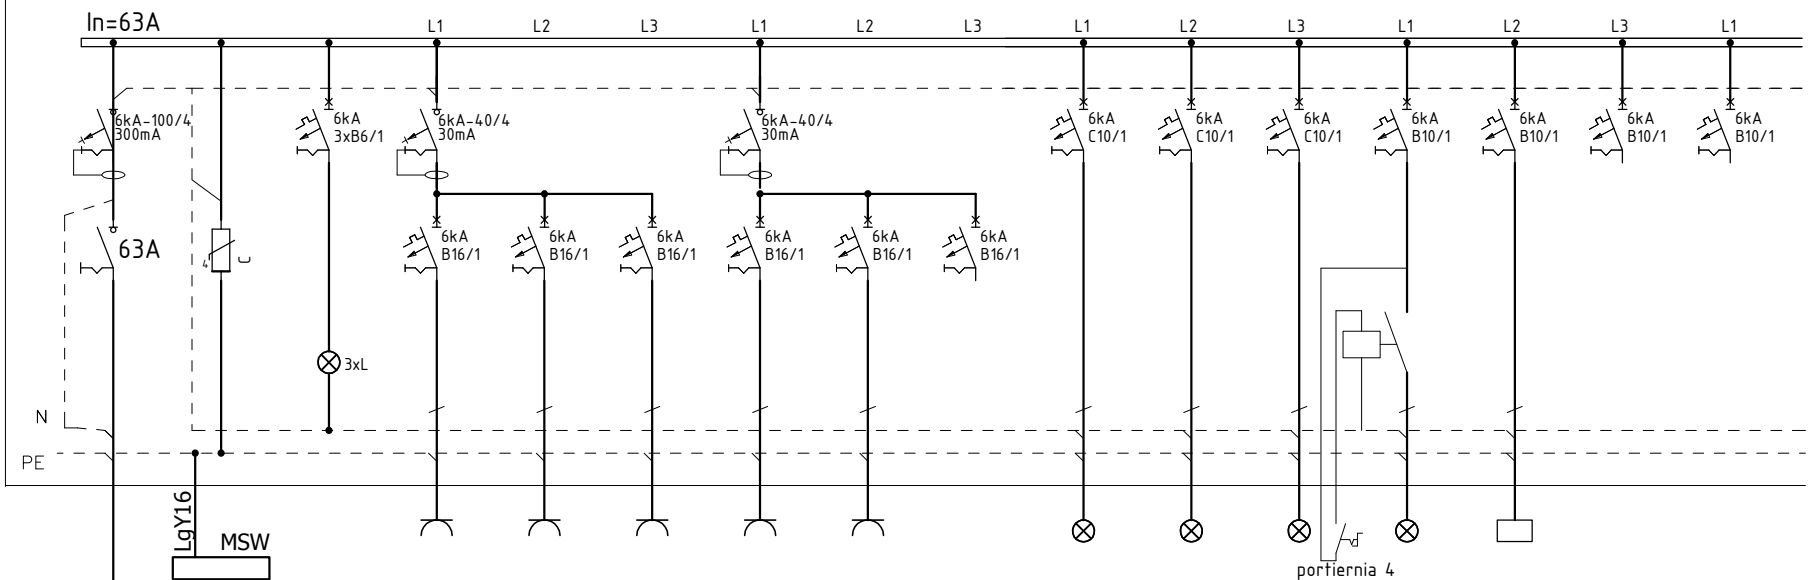 In=63A
L1 L2 L3 L1 L2 L3 L1 L2 L3 L1 L2 L3 L1
6kA-100/4
300mA
6kA
3xB6/1
6kA-40/4
30mA
6kA-40/4
30mA
6kA
C10/1
6kA
C10/1
6kA
C10/1
6kA
B10/1
6kA
B10/1
6kA
B10/1
6kA
B10/1
63A
4
C
6kA
B16/1
6kA
B16/1
6kA
B16/1
6kA
B16/1
6kA
B16/1
6kA
B16/1
3xL
N
PE
LgY16
MSW
portiernia 4